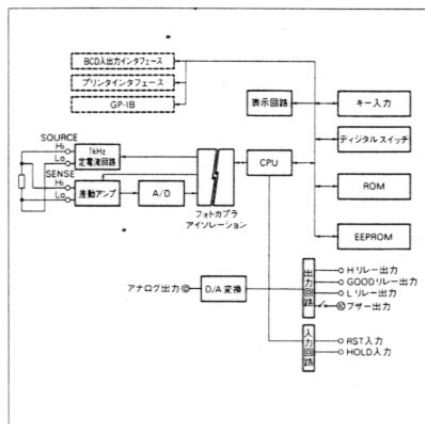 BCD入出力インタフェース
プリンタインタフェース
GP-IB
表示回路
キー入力
ディジタルスイッチ
ROM
EEPROM
SOURCE
Hi
Lo
1kHz
定電流回路
SENSE
Hi
Lo
差動アンプ
A/D
フォトカプラ
アイソレーション
CPU
アナログ出力
D/A 変換
出力回路
Hリレー出力
GOODリレー出力
Lリレー出力
ブザー出力
入力回路
RST入力
HOLD入力